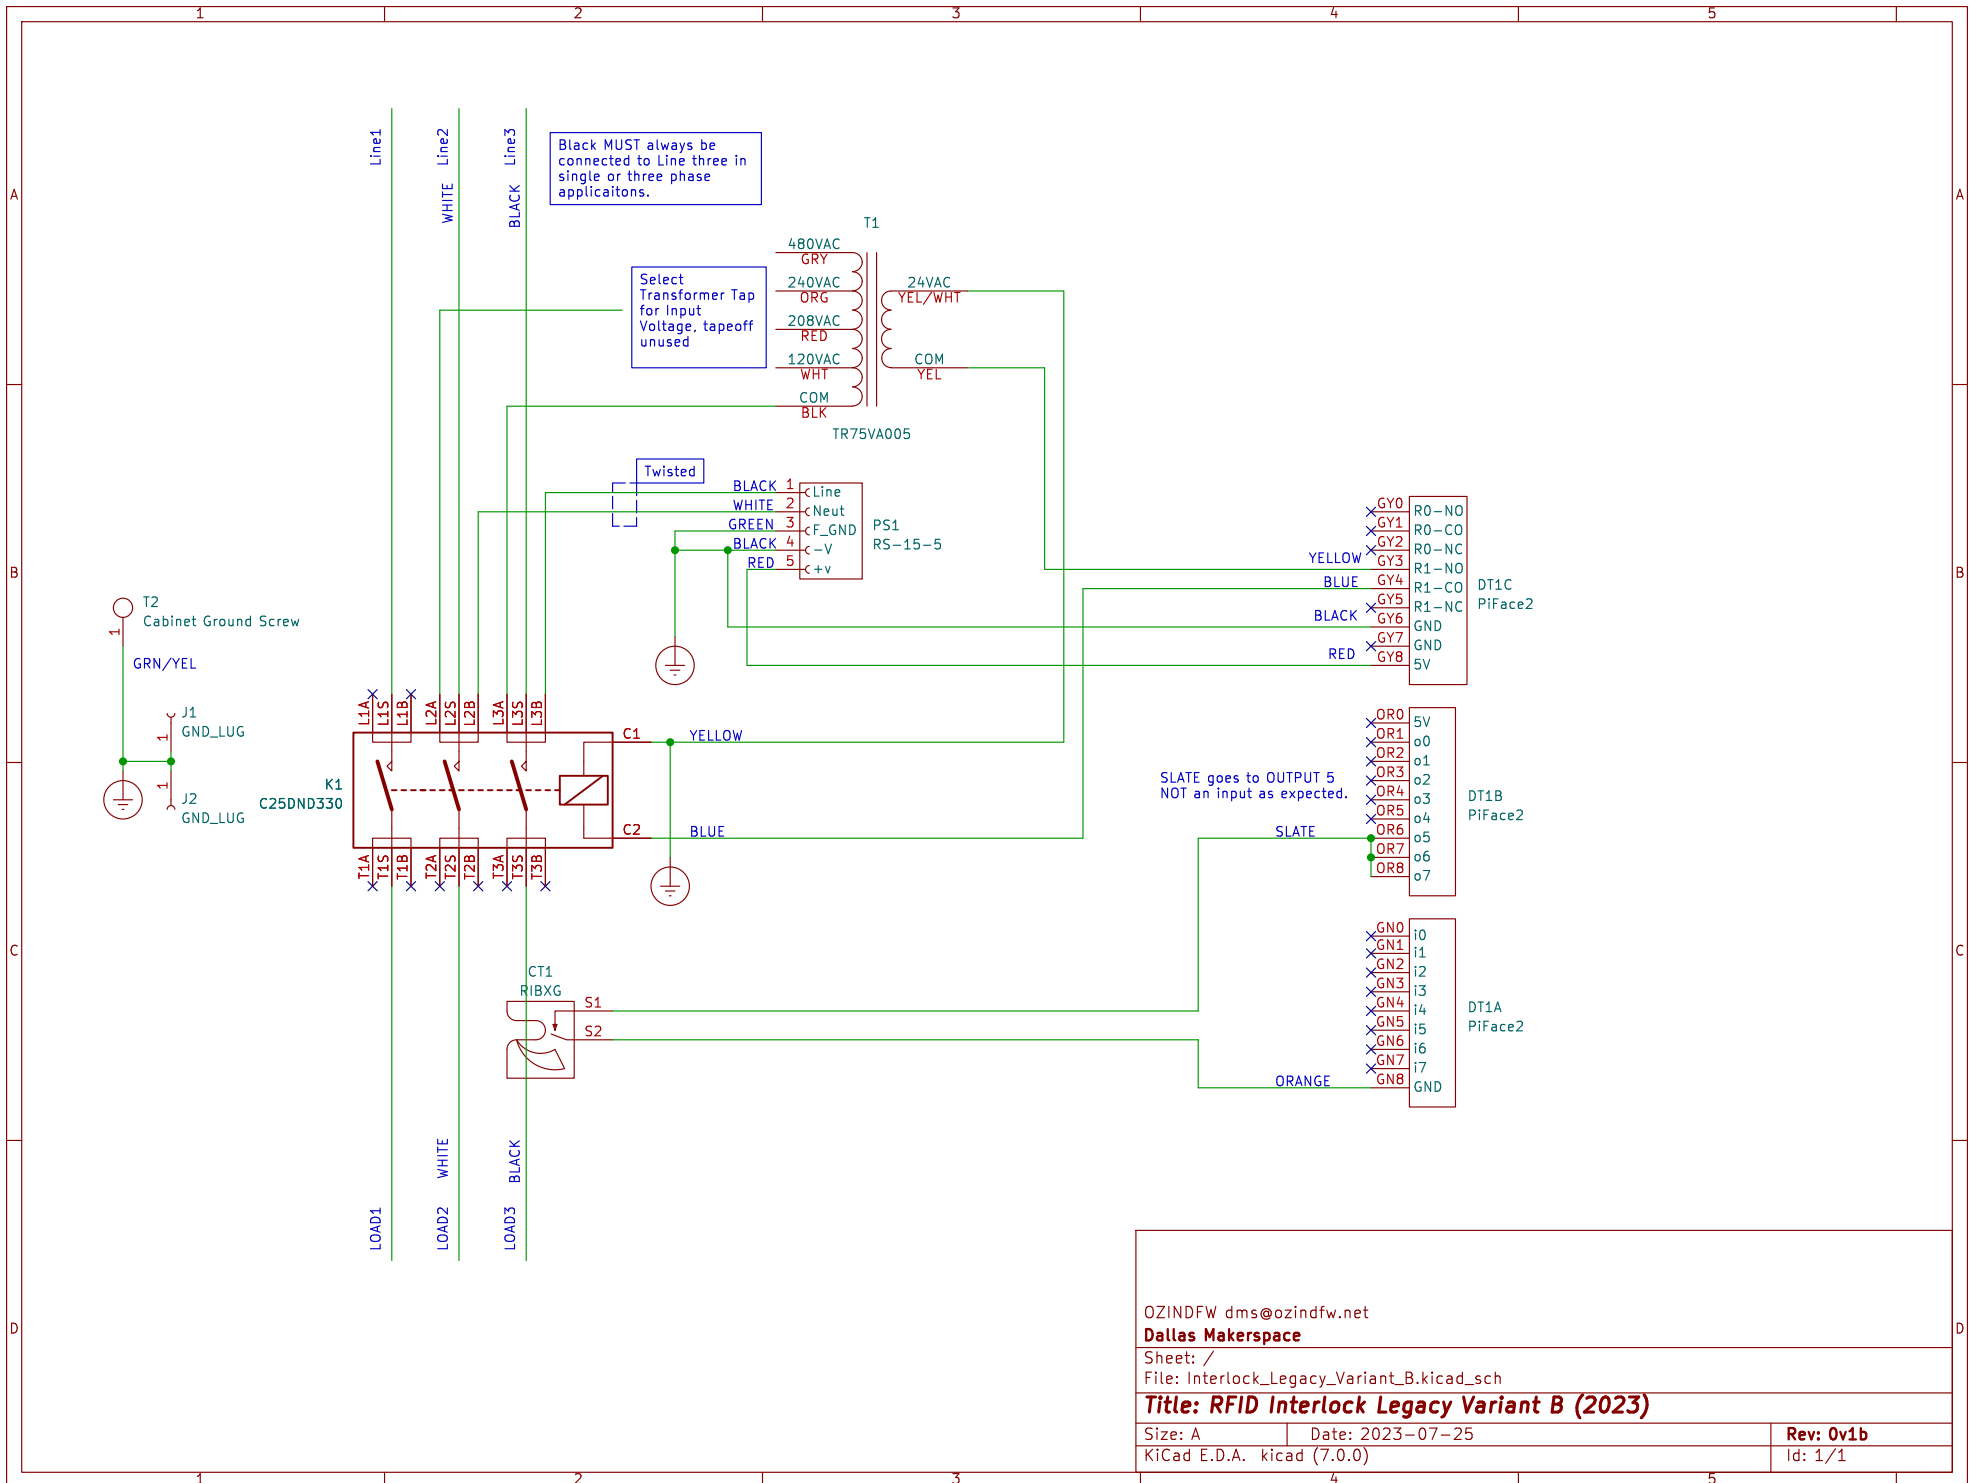 1 2 3 4 5
A
B
C
D
A
B
C
D
Line1
Line2
Line3
WHITE
BLACK
Black MUST always be
connected to Line three in
single or three phase
applicaitons.
T1
480VAC
GRY
240VAC
ORG
208VAC
RED
120VAC
WHT
COM
BLK
24VAC
YEL/WHT
COM
YEL
TR75VA005
Select
Transformer Tap
for Input
Voltage, tapeoff
unused
Twisted
BLACK 1 Line
WHITE 2 Neut
GREEN 3 F_GND
BLACK 4 -V
RED 5 +v
PS1
RS-15-5
GY0 R0-NO
GY1 R0-CO
GY2 R0-NC
YELLOW GY3 R1-NO
BLUE GY4 R1-CO
GY5 R1-NC
BLACK GY6 GND
GY7 GND
RED GY8 5V
DT1C
PiFace2
T2
Cabinet Ground Screw
1
GRN/YEL
J1
GND_LUG
1
1
J2
GND_LUG
L1A L1S L1B L2A L2S L2B L3A L3S L3B
K1
C25DND330
C1
YELLOW
C2
BLUE
T1A T1S T1B T2A T2S T2B T3A T3S T3B
SLATE goes to OUTPUT 5
NOT an input as expected.
SLATE
OR0 5V
OR1 o0
OR2 o1
OR3 o2
OR4 o3
OR5 o4
OR6 o5
OR7 o6
OR8 o7
DT1B
PiFace2
CT1
RIBXG
S1
S2
GN0 i0
GN1 i1
GN2 i2
GN3 i3
GN4 i4
GN5 i5
GN6 i6
GN7 i7
ORANGE GN8 GND
DT1A
PiFace2
WHITE
BLACK
LOAD1
LOAD2
LOAD3
OZINDFW dms@ozindfw.net
Dallas Makerspace
Sheet: /
File: Interlock_Legacy_Variant_B.kicad_sch
Title: RFID Interlock Legacy Variant B (2023)
Size: A Date: 2023-07-25 Rev: 0v1b
KiCad E.D.A. kicad (7.0.0) Id: 1/1
1 2 3 4 5